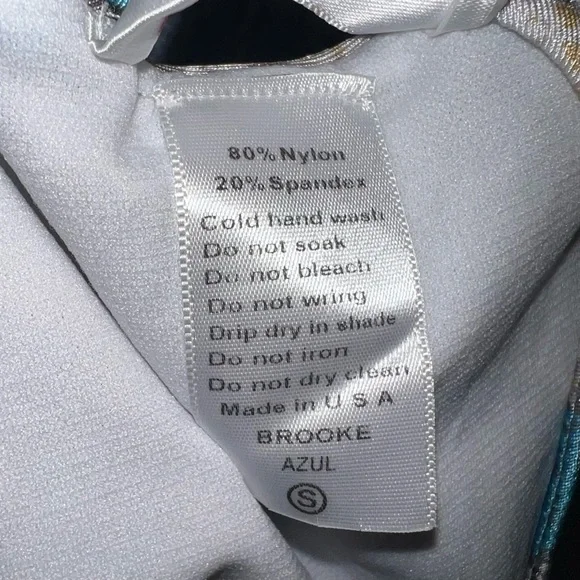 80% Nylon
20% Spandex
Cold hand wash
Do not soak
Do not bleach
Do not wring
Drip dry in shade
Do not iron
Do not dry clean
Made in U S A
BROOKE
AZUL
S